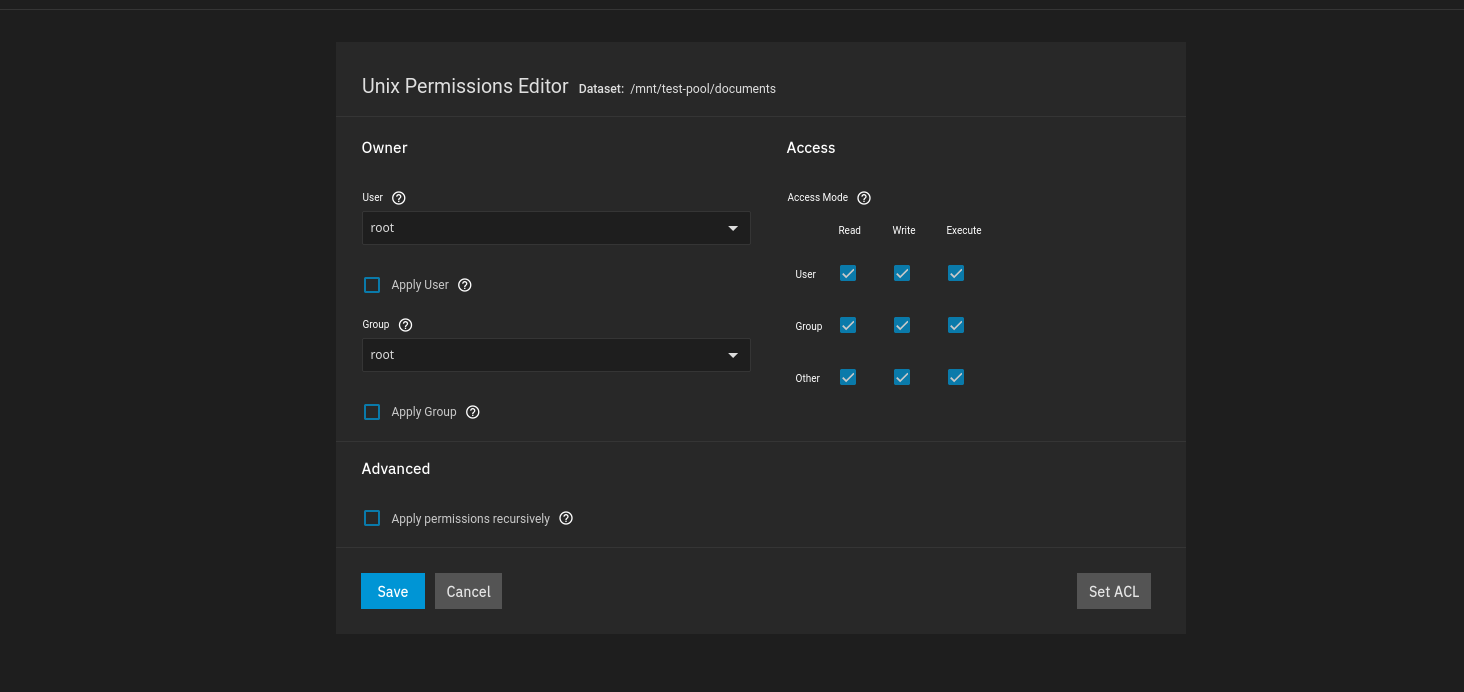 Unix Permissions Editor Dataset: /mnt/test-pool/documents
Owner
User
root
Apply User
Group
root
Apply Group
Access
Access Mode
Read Write Execute
User
Group
Other
Advanced
Apply permissions recursively
Save Cancel Set ACL